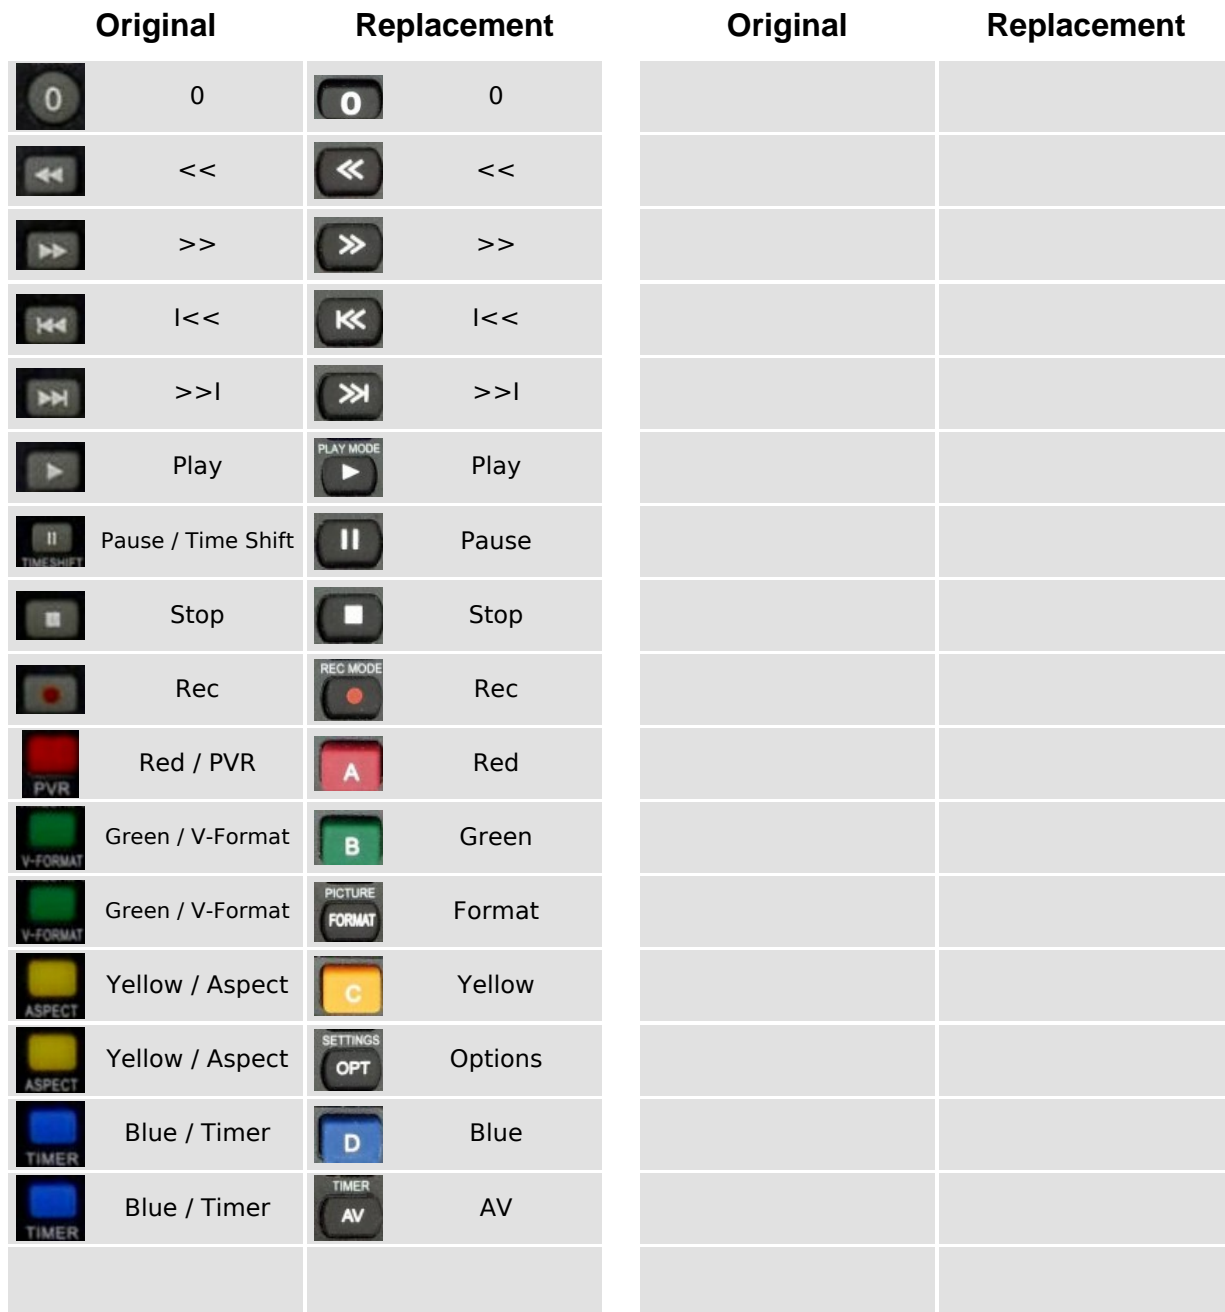 Original Replacement Original Replacement
0 0 0 0
<< <<
>> >>
I<< I<<
>>I >>I
PLAY MODE
Play Play
Pause / Time Shift Pause
TIMESHIFT
Stop Stop
REC MODE
Rec Rec
Red / PVR A Red
PVR
Green / V-Format B Green
V-FORMAT
PICTURE
Green / V-Format FORMAT Format
V-FORMAT
Yellow / Aspect C Yellow
ASPECT
SETTINGS
Yellow / Aspect OPT Options
ASPECT
Blue / Timer D Blue
TIMER
TIMER
Blue / Timer AV AV
TIMER